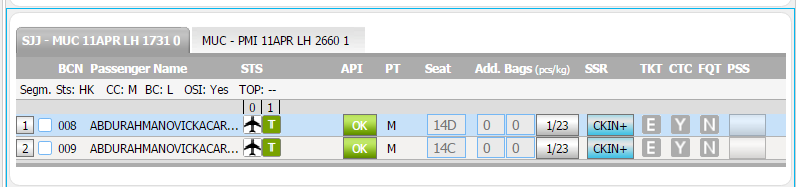 SJJ - MUC 11APR LH 1731 0 MUC - PMI 11APR LH 2660 1
BCN Passenger Name STS API PT Seat Add. Bags (pcs/kg) SSR TKT CTC FQT PSS
Segm. Sts: HK CC: M BC: L OSI: Yes TOP: --
0 1
1 008 ABDURAHMANOVICKACAR... T OK M 14D 0 0 1/23 CKIN+ E Y N
2 009 ABDURAHMANOVICKACAR... T OK M 14C 0 0 1/23 CKIN+ E Y N